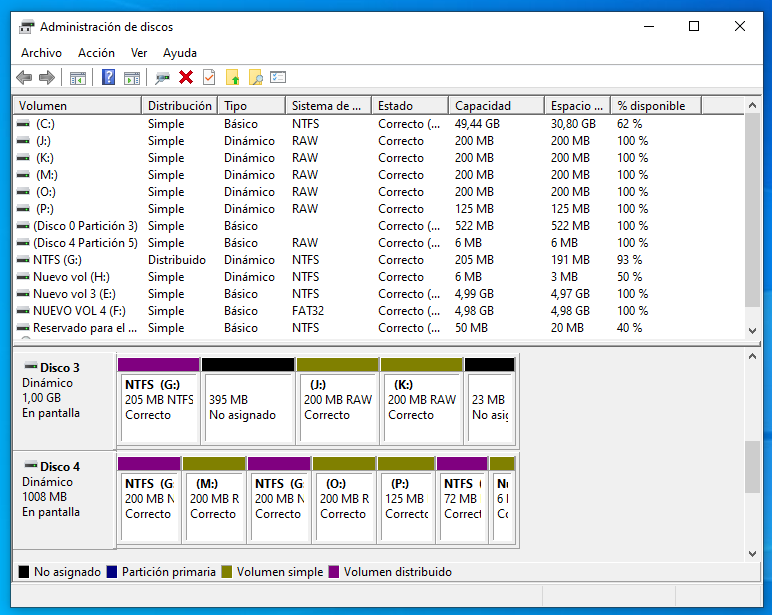 Administración de discos
Archivo Acción Ver Ayuda
Volumen Distribución Tipo Sistema de ... Estado Capacidad Espacio ... % disponible
(C:) Simple Básico NTFS Correcto (... 49,44 GB 30,80 GB 62 %
(J:) Simple Dinámico RAW Correcto 200 MB 200 MB 100 %
(K:) Simple Dinámico RAW Correcto 200 MB 200 MB 100 %
(M:) Simple Dinámico RAW Correcto 200 MB 200 MB 100 %
(O:) Simple Dinámico RAW Correcto 200 MB 200 MB 100 %
(P:) Simple Dinámico RAW Correcto 125 MB 125 MB 100 %
(Disco 0 Partición 3) Simple Básico Correcto (... 522 MB 522 MB 100 %
(Disco 4 Partición 5) Simple Básico RAW Correcto (... 6 MB 6 MB 100 %
NTFS (G:) Distribuido Dinámico NTFS Correcto 205 MB 191 MB 93 %
Nuevo vol (H:) Simple Dinámico NTFS Correcto (... 6 MB 3 MB 50 %
Nuevo vol 3 (E:) Simple Básico NTFS Correcto (... 4,99 GB 4,97 GB 100 %
NUEVO VOL 4 (F:) Simple Básico FAT32 Correcto (... 4,98 GB 4,98 GB 100 %
Reservado para el ... Simple Básico NTFS Correcto (... 50 MB 20 MB 40 %
Disco 3
Dinámico
1,00 GB
En pantalla
NTFS (G:)
205 MB NTFS
Correcto
395 MB
No asignado
(J:)
200 MB RAW
Correcto
(K:)
200 MB RAW
Correcto
23 MB
No asig
Disco 4
Dinámico
1008 MB
En pantalla
NTFS (G
200 MB N
Correcto
(M:)
200 MB R
Correcto
NTFS (G
200 MB N
Correcto
(O:)
200 MB R
Correcto
(P:)
125 MB
Correcto
NTFS (
72 MB
Correct
Nu
6 
Corre
No asignado Partición primaria Volumen simple Volumen distribuido